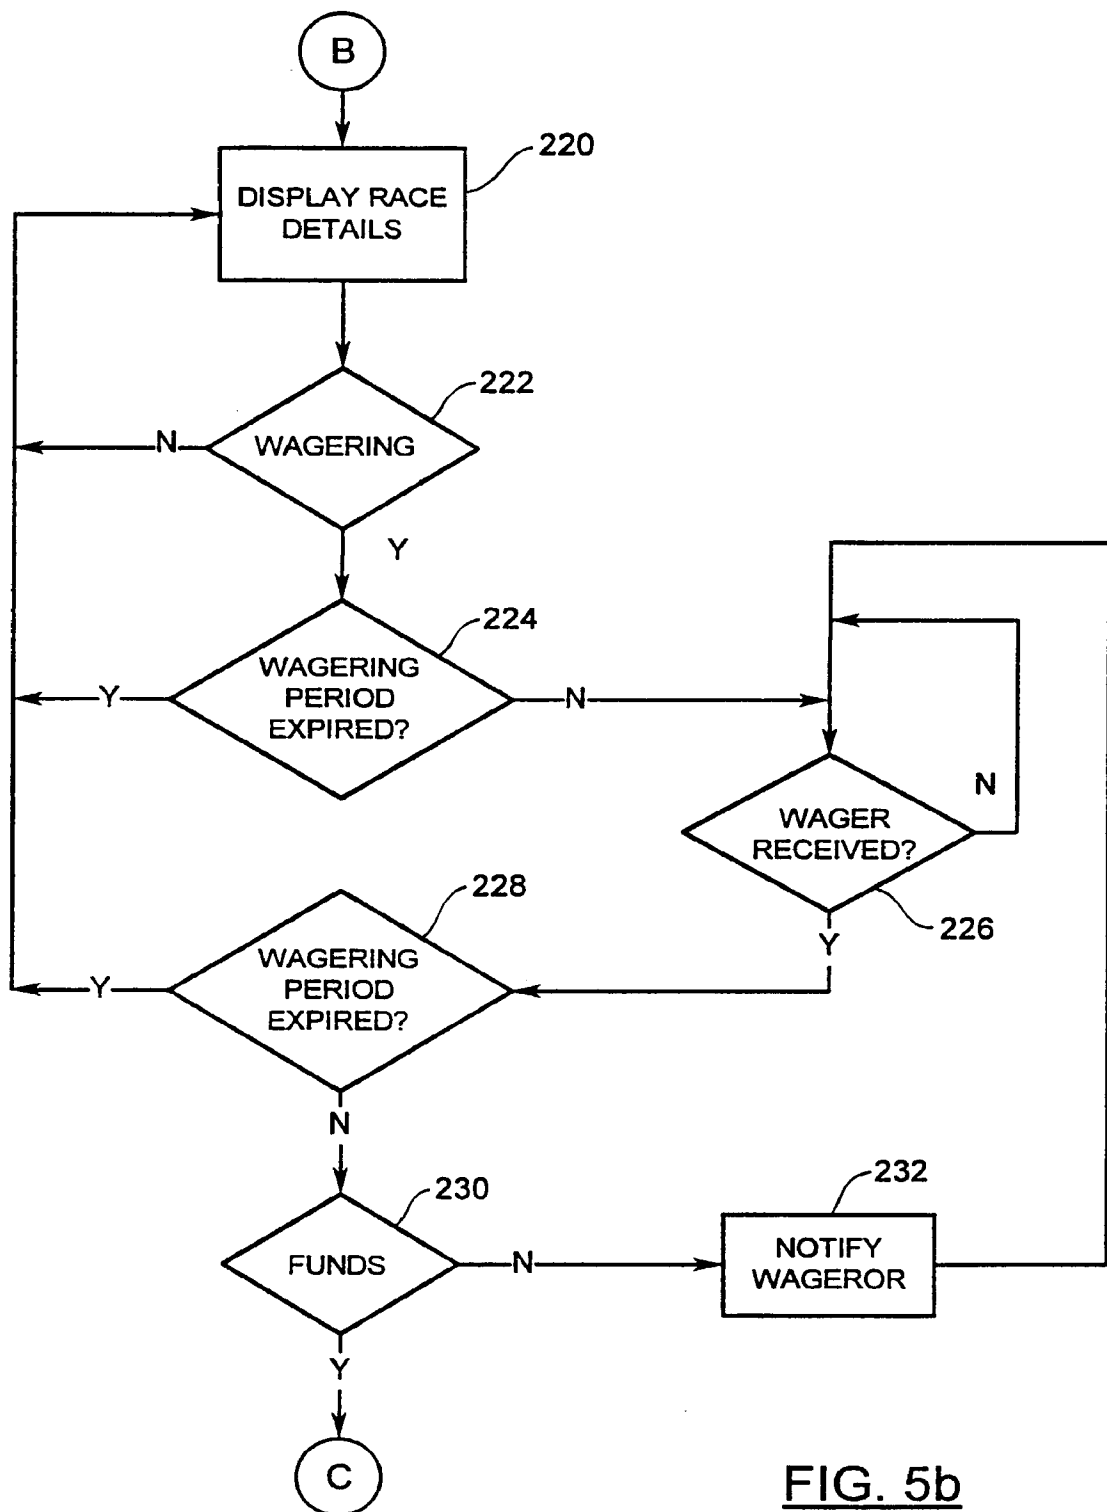 B
220
DISPLAY RACE
DETAILS
222
WAGERING
N
Y
224
WAGERING
PERIOD
EXPIRED?
Y
N
N
WAGER
RECEIVED?
226
Y
228
WAGERING
PERIOD
EXPIRED?
Y
N
230
FUNDS
N
232
NOTIFY
WAGEROR
Y
C
FIG. 5b